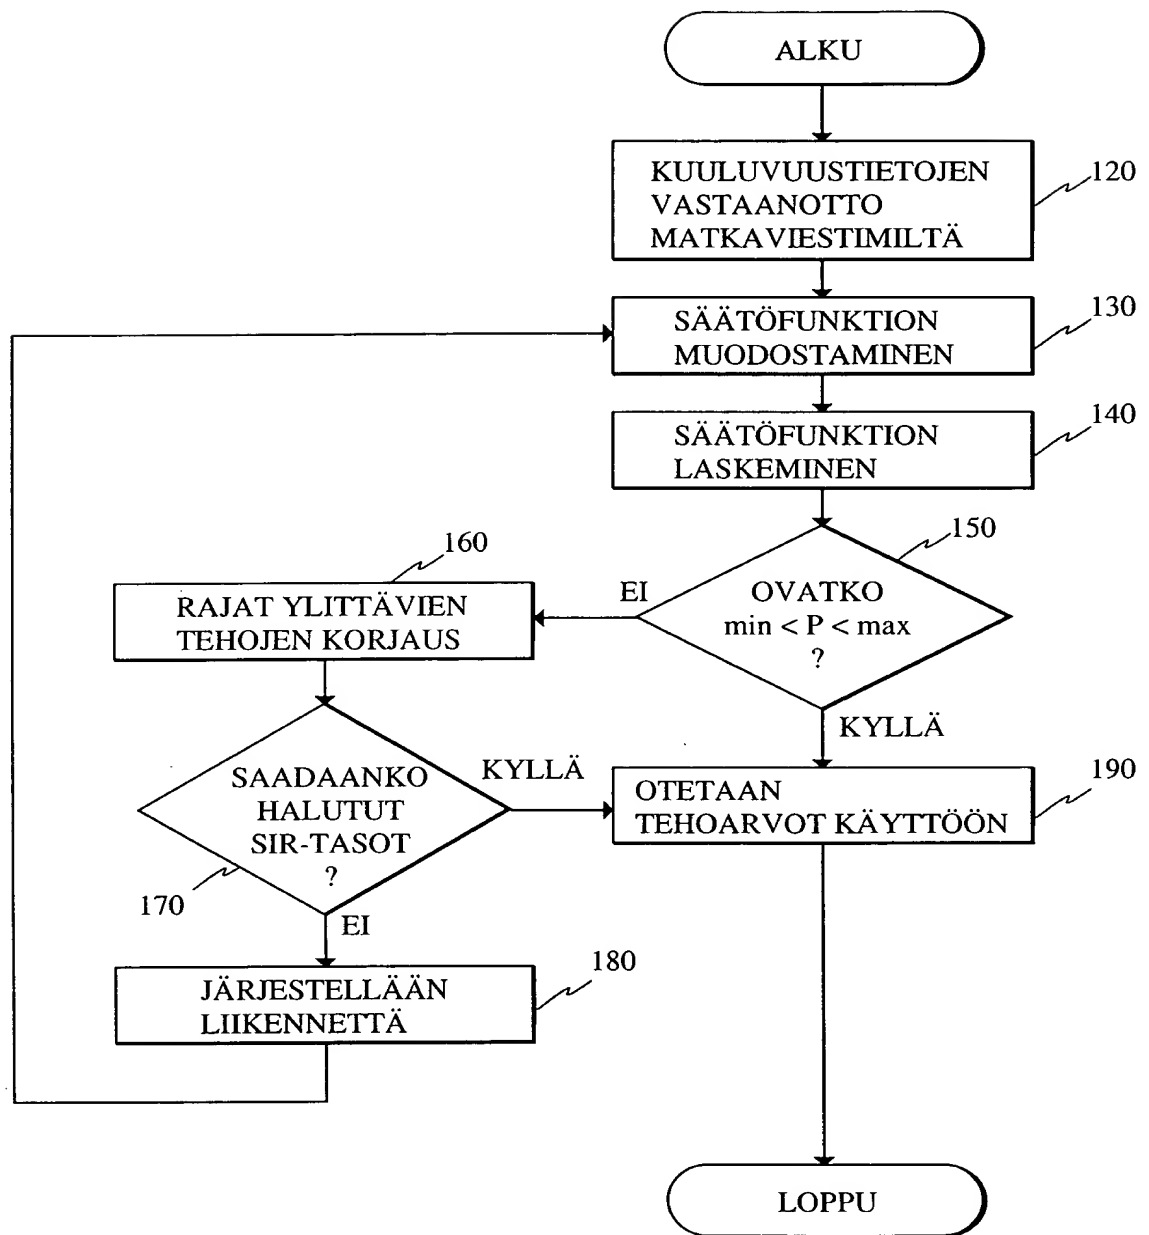 ALKU
KUULUVUUSTIETOJEN
VASTAANOTTO
MATKAVIESTIMILTÄ
120
SÄÄTÖFUNKTION
MUODOSTAMINEN
130
SÄÄTÖFUNKTION
LASKEMINEN
140
150
OVATKO
min < P < max
?
EI
KYLLÄ
160
RAJAT YLITTÄVIEN
TEHOJEN KORJAUS
SAADAANKO
HALUTUT
SIR-TASOT
?
170
KYLLÄ
EI
OTETAAN
TEHOARVOT KÄYTTÖÖN
190
JÄRJESTELLÄÄN
LIIKENNETTÄ
180
LOPPU